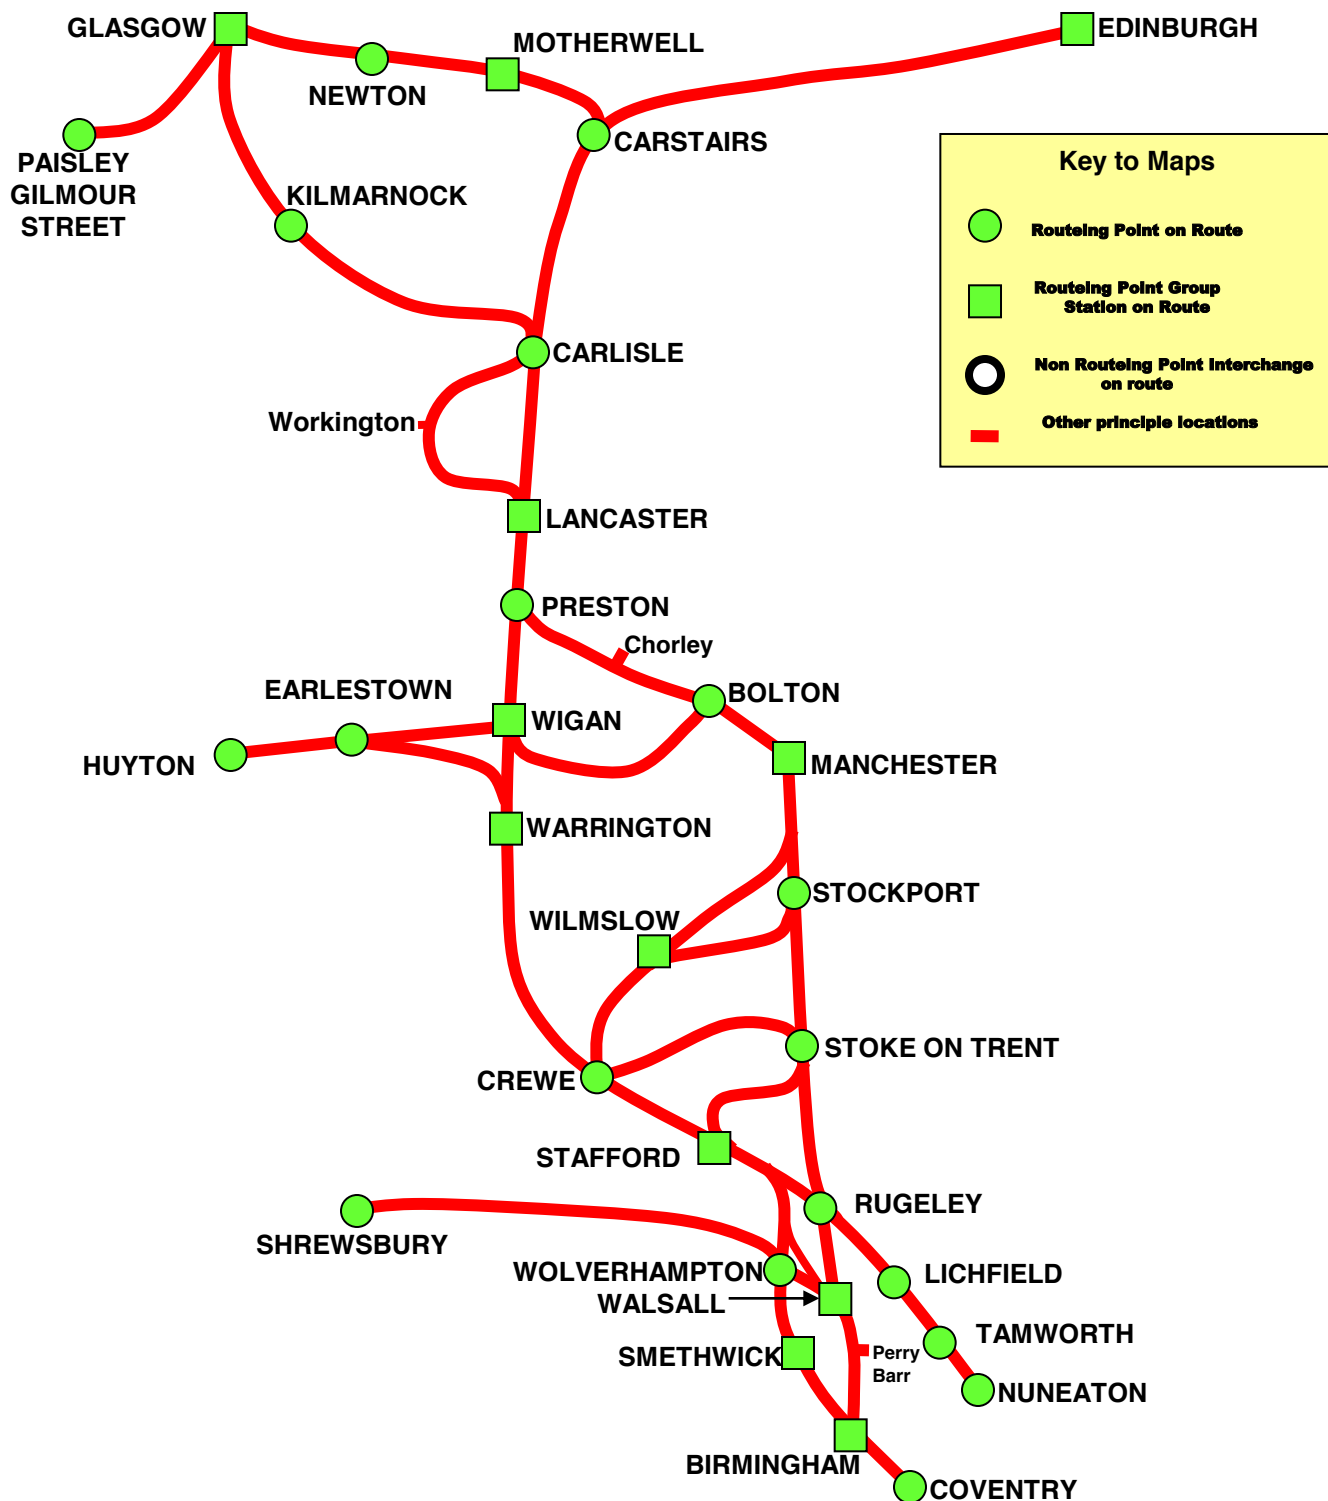 GLASGOW
EDINBURGH
MOTHERWELL
NEWTON
CARSTAIRS
PAISLEY
GILMOUR
STREET
KILMARNOCK
Key to Maps
Routeing Point on Route
Routeing Point Group
Station on Route
Non Routeing Point Interchange
on route
Other principle locations
CARLISLE
Workington
LANCASTER
PRESTON
Chorley
EARLESTOWN
BOLTON
WIGAN
HUYTON
MANCHESTER
WARRINGTON
STOCKPORT
WILMSLOW
STOKE ON TRENT
CREWE
STAFFORD
RUGELEY
SHREWSBURY
WOLVERHAMPTON
LICHFIELD
WALSALL
TAMWORTH
SMETHWICK
Perry
Barr
NUNEATON
BIRMINGHAM
COVENTRY